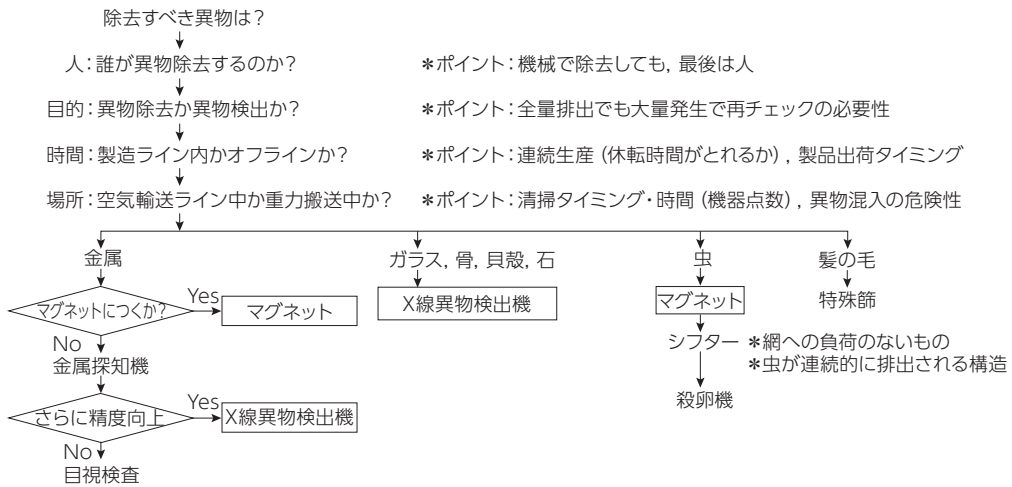 除去すべき異物は？
人：誰が異物除去するのか？ ＊ポイント：機械で除去しても，最後は人
目的：異物除去か異物検出か？ ＊ポイント：全量排出でも大量発生で再チェックの必要性
時間：製造ライン内かオフラインか？ ＊ポイント：連続生産（休転時間がとれるか），製品出荷タイミング
場所：空気輸送ライン中か重力搬送中か？ ＊ポイント：清掃タイミング・時間（機器点数），異物混入の危険性
金属 ガラス，骨，貝殻，石 虫 髪の毛
マグネットにつくか？ Yes マグネット X線異物検出機 マグネット 特殊篩
No シフター ＊網への負荷のないもの
金属探知機 ＊虫が連続的に排出される構造
さらに精度向上 Yes X線異物検出機 殺卵機
No
目視検査